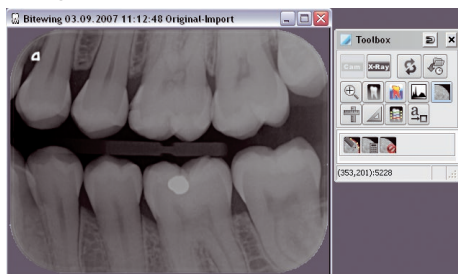 Bitewing 03.09.2007 11:12:48 Original-Import
Toolbox
Cam X-Ray
a
(353,201):5228